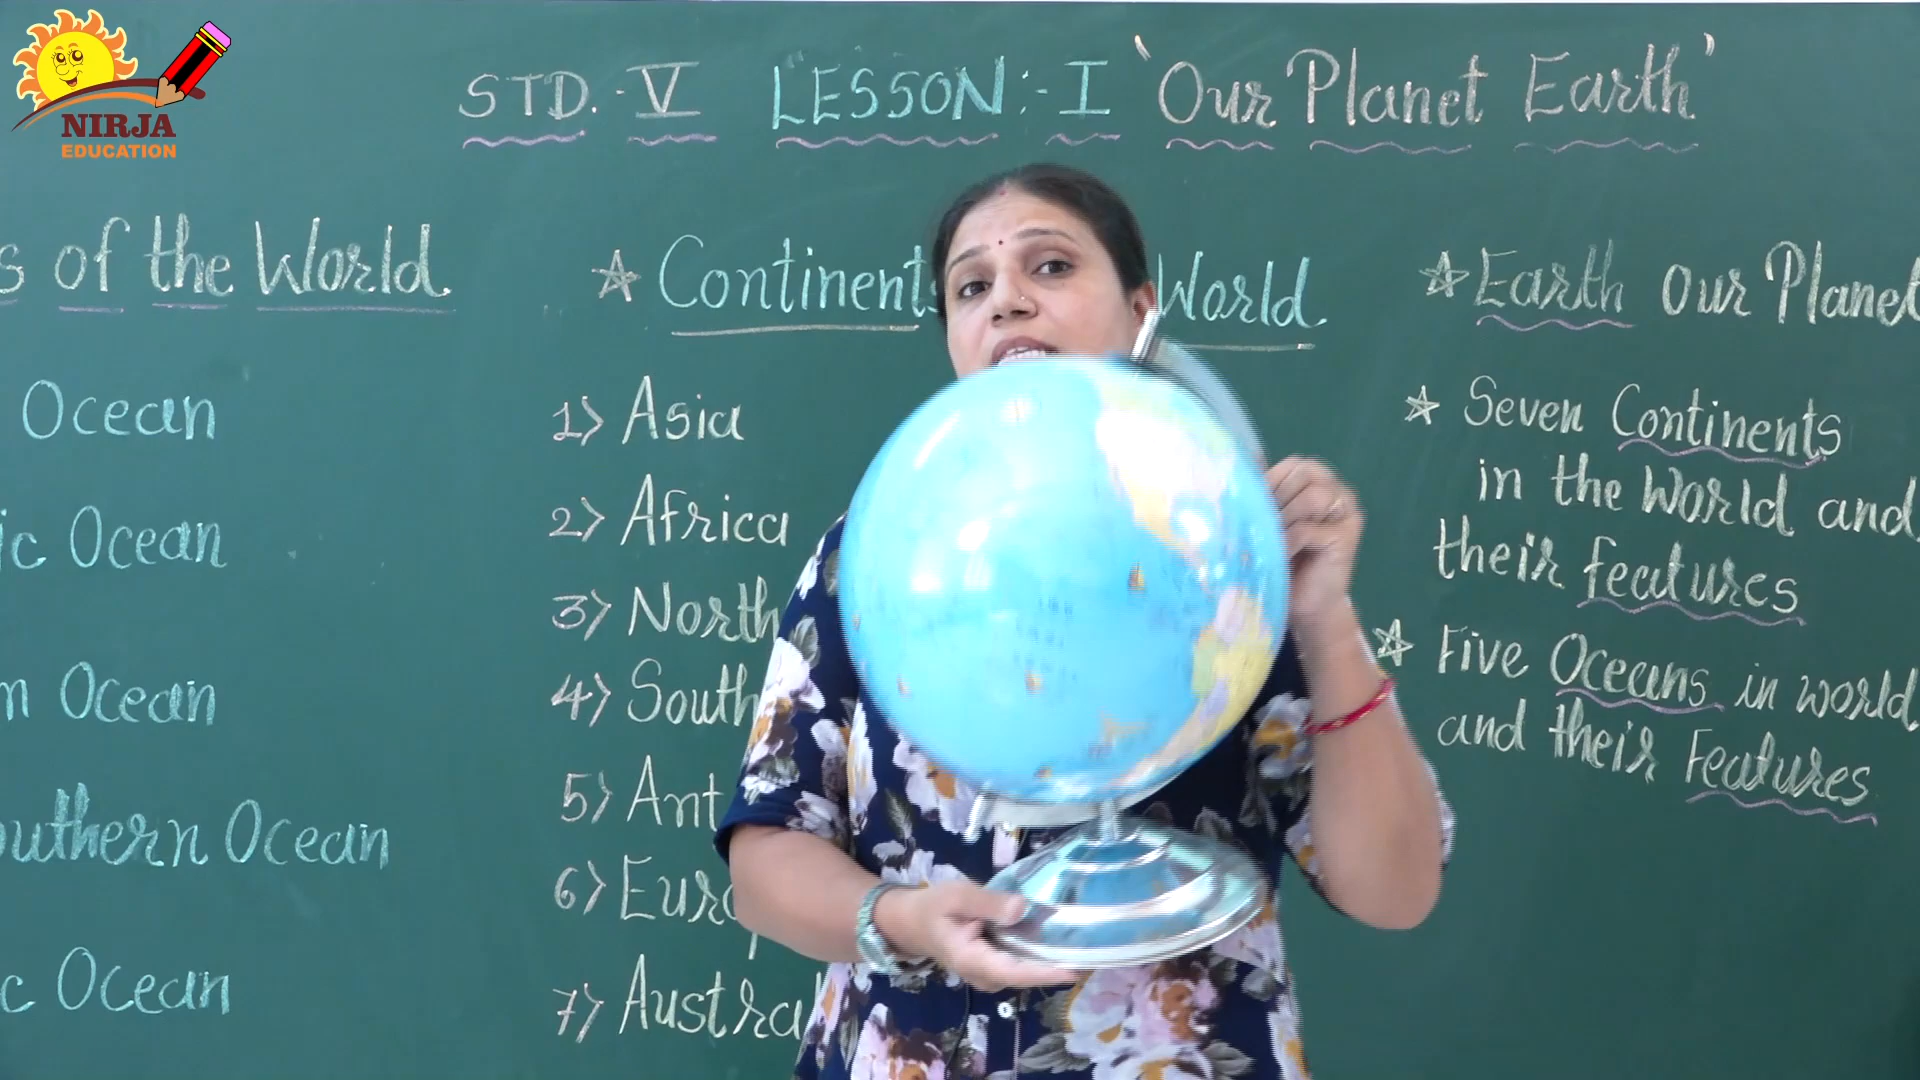 NIRJA
EDUCATION
STD. - V LESSON :- I 'Our Planet Earth'
s of the World
Ocean
ic Ocean
n Ocean
outhern Ocean
c Ocean
☆ Continents World
1) Asia
2) Africa
3) North
4) South
5) Ant
6) Euro
7) Austra
☆ Earth Our Planet
☆ Seven Continents
in the World and
their features
☆ Five Oceans in world
and their Features